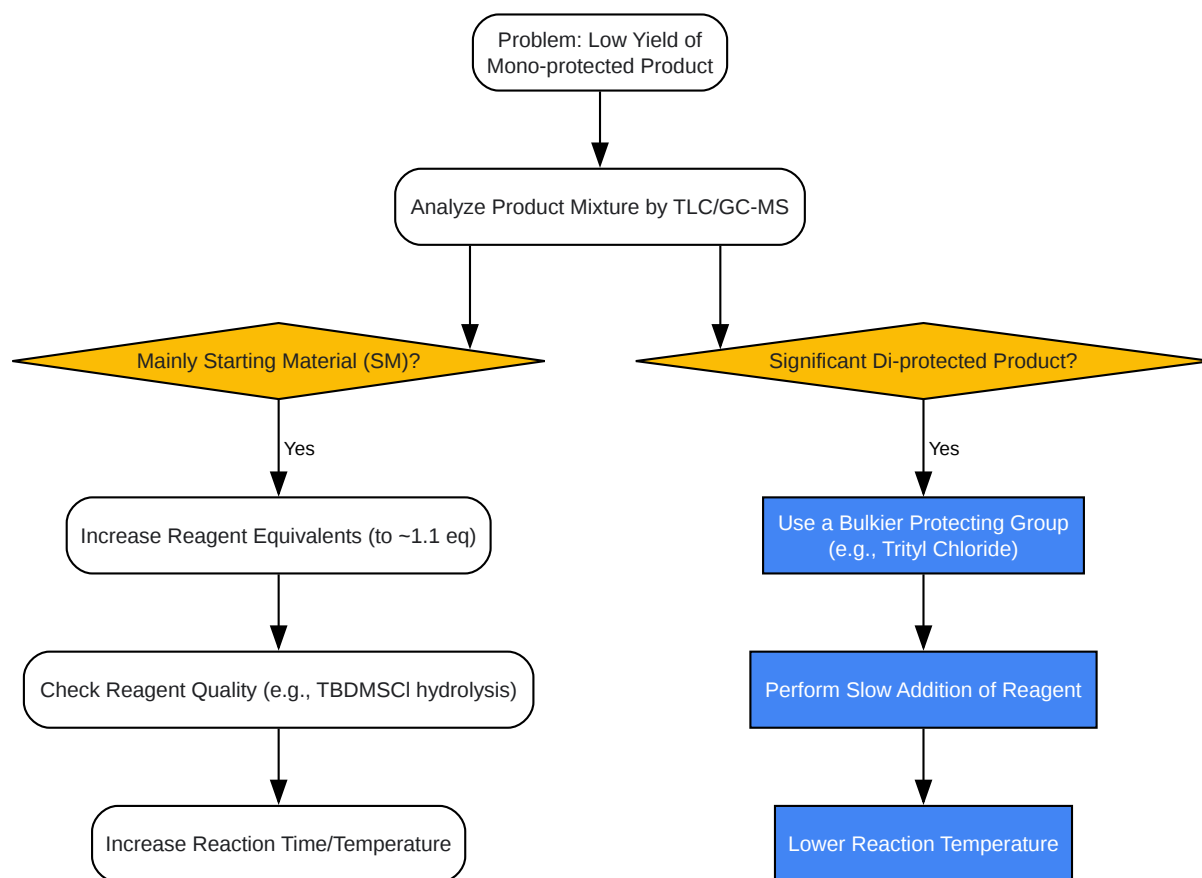 Problem: Low Yield of
Mono-protected Product
Analyze Product Mixture by TLC/GC-MS
Mainly Starting Material (SM)?
Significant Di-protected Product?
Yes
Yes
Increase Reagent Equivalents (to ~1.1 eq)
Use a Bulkier Protecting Group
(e.g., Trityl Chloride)
Check Reagent Quality (e.g., TBDMSCl hydrolysis)
Perform Slow Addition of Reagent
Increase Reaction Time/Temperature
Lower Reaction Temperature